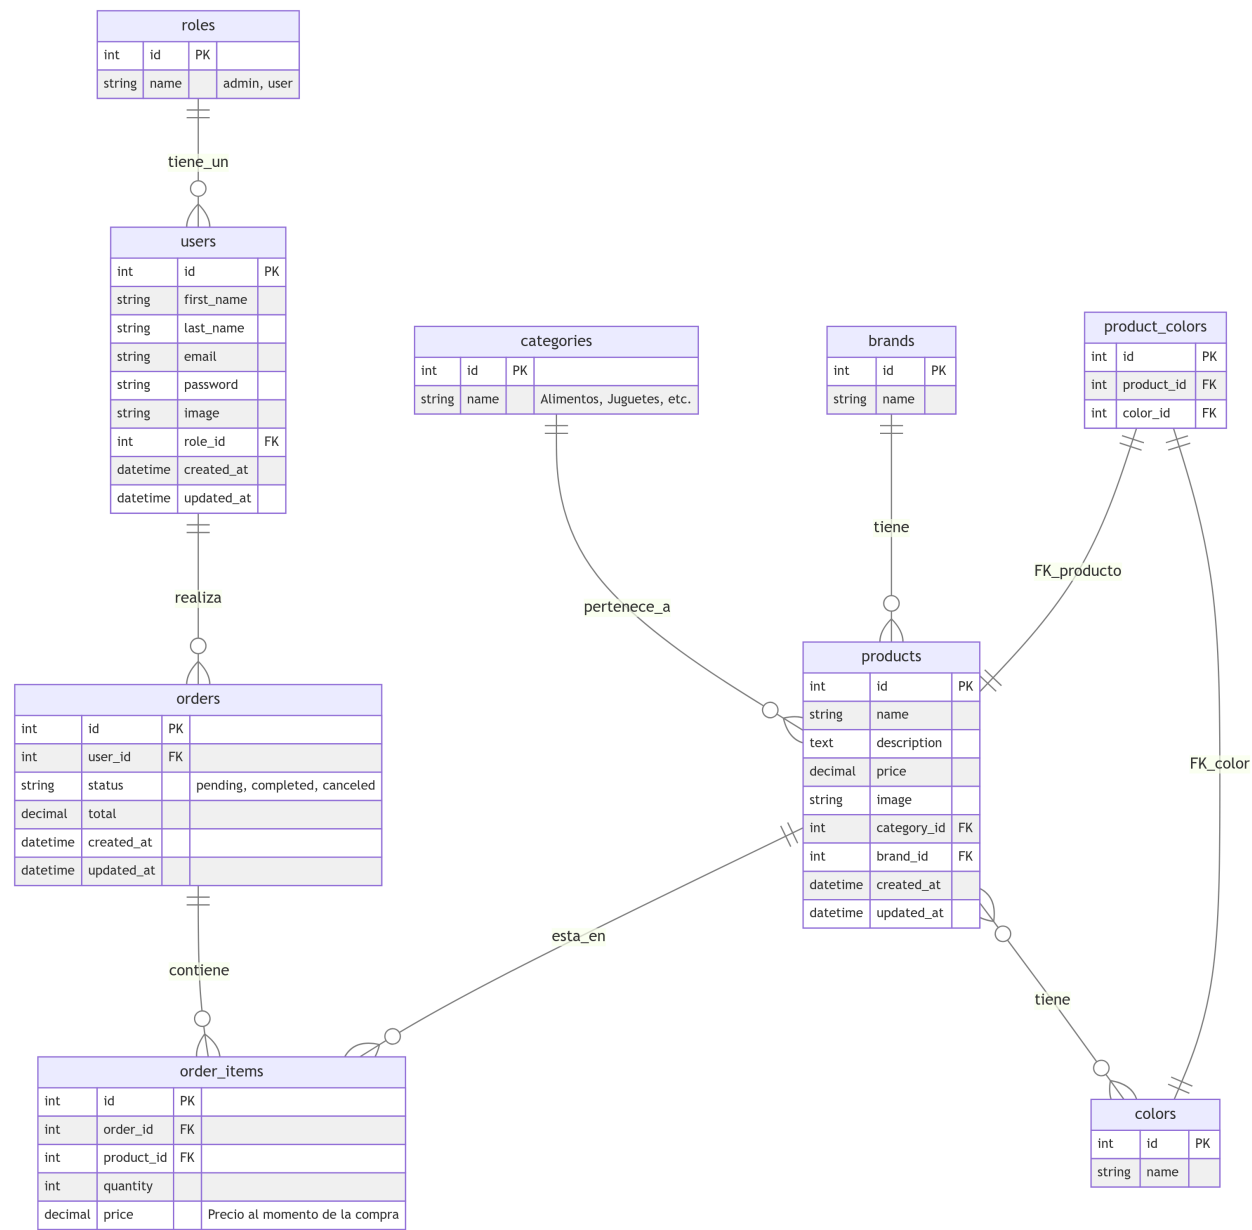 roles
int id PK
string name admin, user
tiene_un
users
int id PK
string first_name
string last_name
string email
string password
string image
int role_id FK
datetime created_at
datetime updated_at
categories
int id PK
string name Alimentos, Juguetes, etc.
brands
int id PK
string name
product_colors
int id PK
int product_id FK
int color_id FK
tiene
FK_producto
realiza
pertenece_a
products
int id PK
string name
text description
decimal price
string image
int category_id FK
int brand_id FK
datetime created_at
datetime updated_at
orders
int id PK
int user_id FK
string status pending, completed, canceled
decimal total
datetime created_at
datetime updated_at
FK_color
esta_en
contiene
tiene
order_items
int id PK
int order_id FK
int product_id FK
int quantity
decimal price Precio al momento de la compra
colors
int id PK
string name